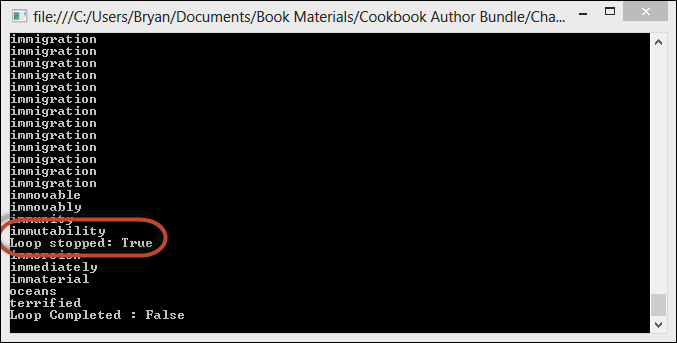 file:///C:/Users/Bryan/Documents/Book Materials/Cookbook Author Bundle/Cha...
immigration
immigration
immigration
immigration
immigration
immigration
immigration
immigration
immigration
immigration
immigration
immigration
immigration
immovable
immovably
immunity
immutability
Loop stopped: True
immersion
immediately
immaterial
oceans
terrified
Loop Completed : False